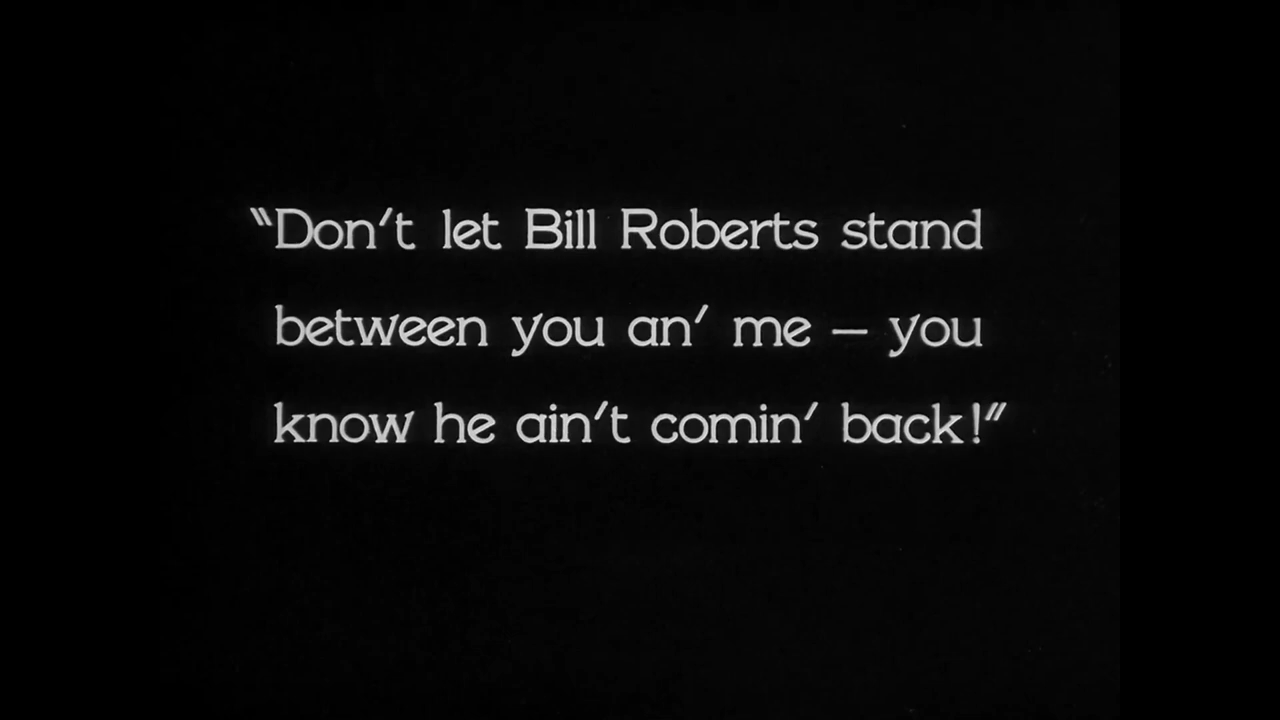 “Don't let Bill Roberts stand
between you an' me — you
know he ain't comin' back!”